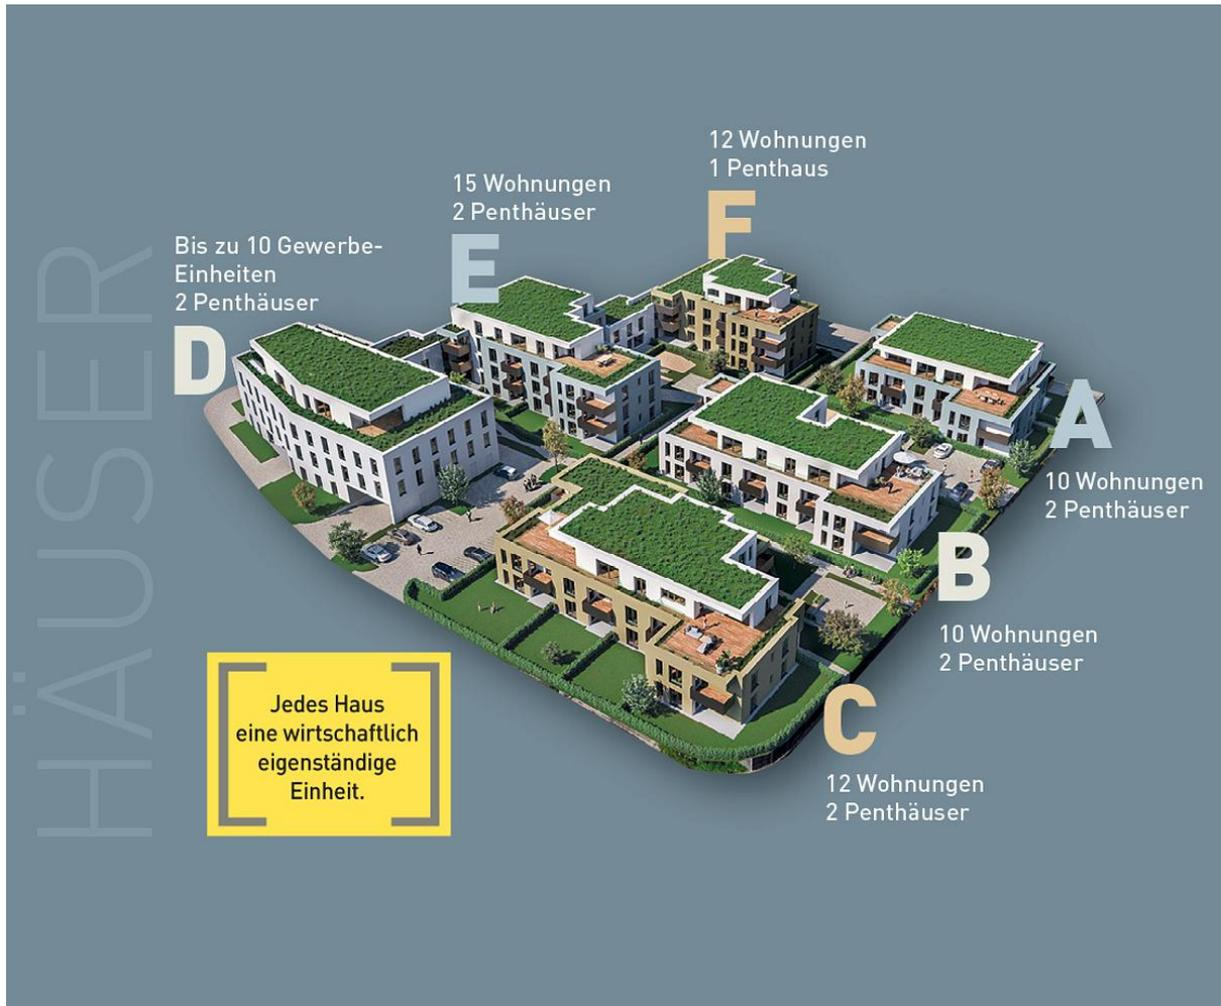 HÄUSER
12 Wohnungen
1 Penthaus
F
15 Wohnungen
2 Penthäuser
E
Bis zu 10 Gewerbe-
Einheiten
2 Penthäuser
D
A
10 Wohnungen
2 Penthäuser
B
10 Wohnungen
2 Penthäuser
C
12 Wohnungen
2 Penthäuser
Jedes Haus
eine wirtschaftlich
eigenständige
Einheit.